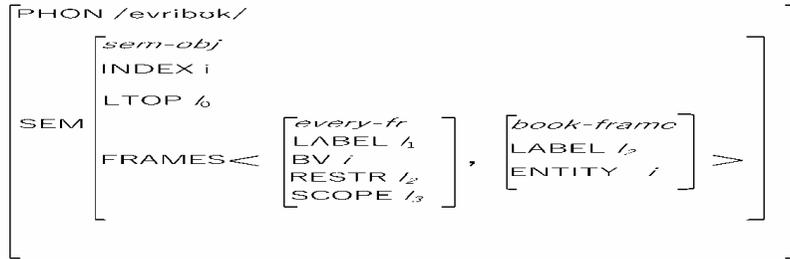 PHON /evribʊk/
sem-obj
INDEX i
LTOP l₀
SEM
FRAMES<
every-fr
LABEL l₁
BV i
RESTR l₂
SCOPE l₃
,
book-frame
LABEL l₂
ENTITY i
>